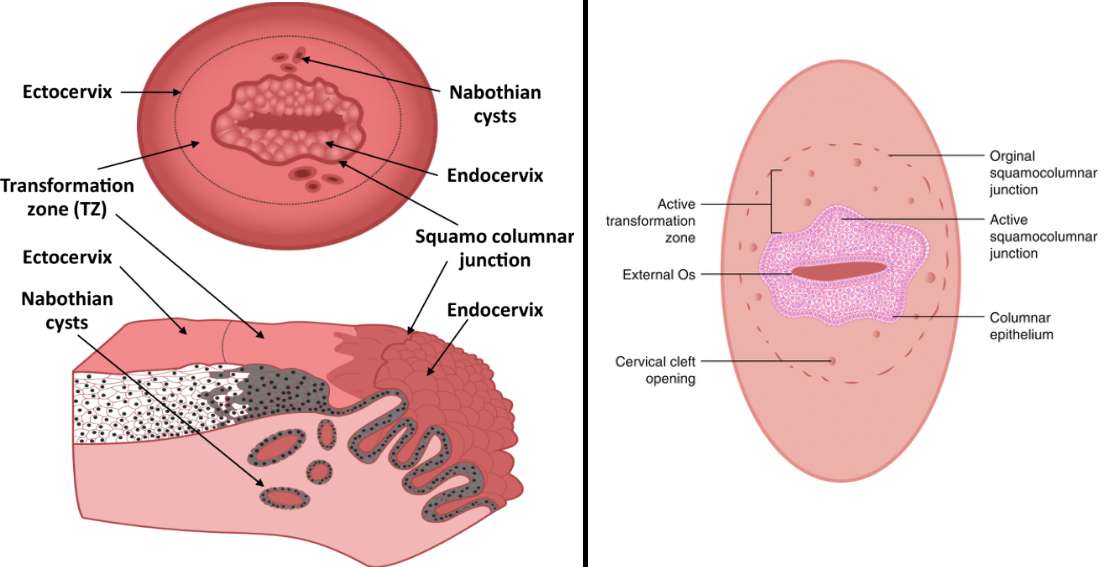 Ectocervix
Nabothian
cysts
Endocervix
Transformation
zone (TZ)
Squamo columnar
junction
Ectocervix
Nabothian
cysts
Endocervix
Orginal
squamocolumnar
junction
Active
transformation
zone
Active
squamocolumnar
junction
External Os
Columnar
epithelium
Cervical cleft
opening